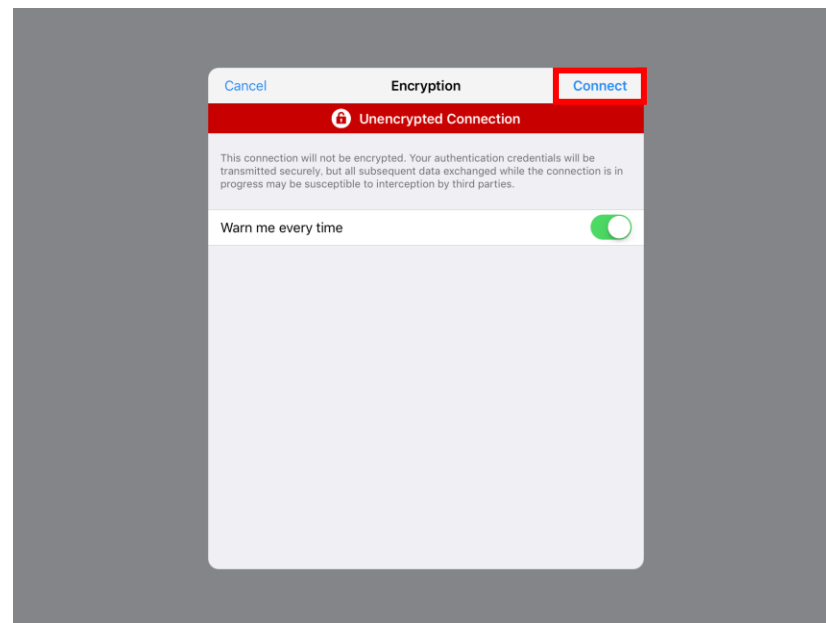 Cancel Encryption Connect
Unencrypted Connection
This connection will not be encrypted. Your authentication credentials will be
transmitted securely, but all subsequent data exchanged while the connection is in
progress may be susceptible to interception by third parties.
Warn me every time